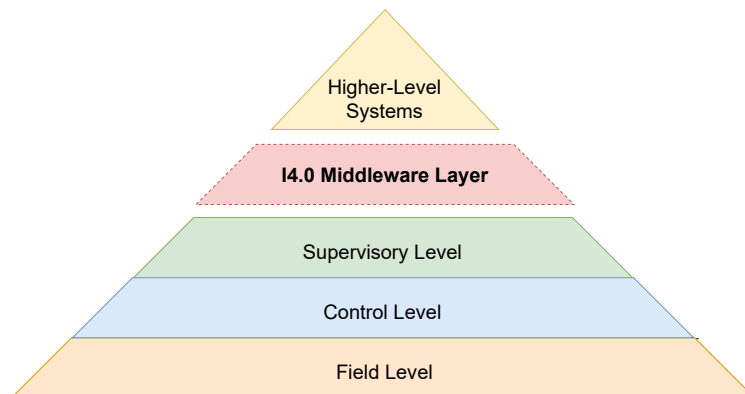 Higher-Level
Systems
I4.0 Middleware Layer
Supervisory Level
Control Level
Field Level